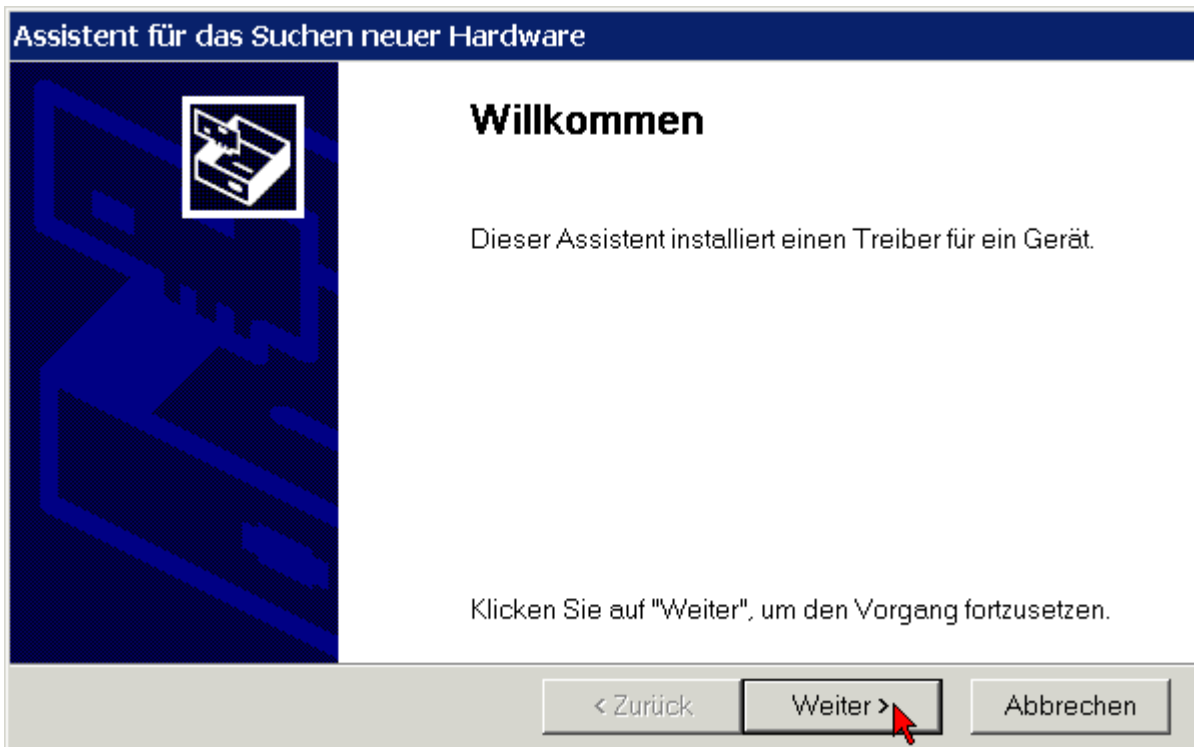 Assistent für das Suchen neuer Hardware
Willkommen
Dieser Assistent installiert einen Treiber für ein Gerät.
Klicken Sie auf "Weiter", um den Vorgang fortzusetzen.
< Zurück
Weiter >
Abbrechen